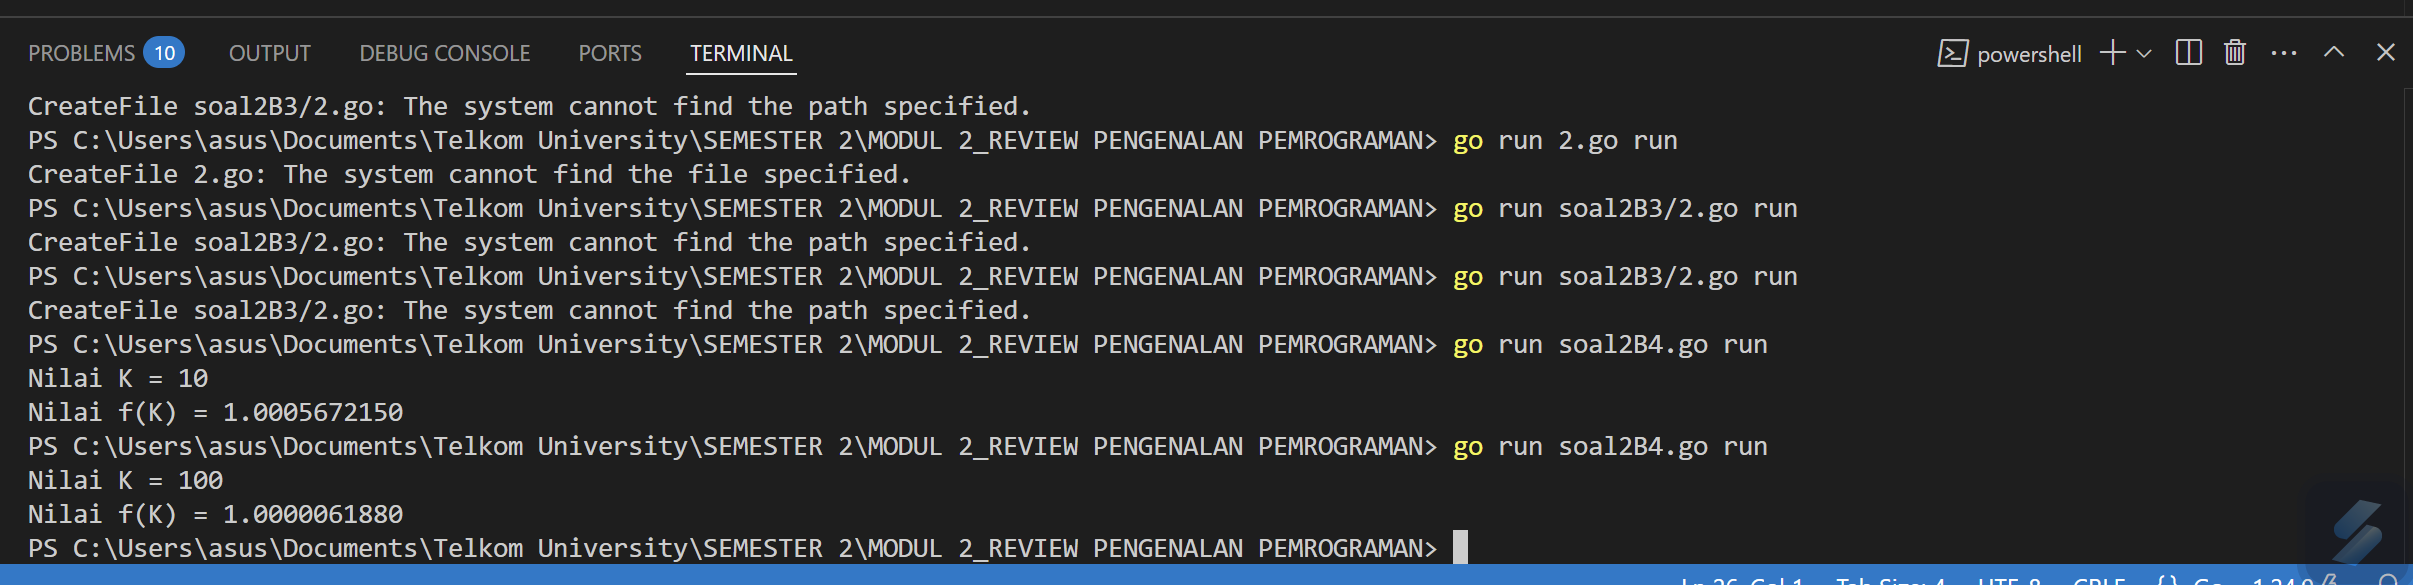 PROBLEMS 10 OUTPUT DEBUG CONSOLE PORTS TERMINAL powershell
CreateFile soal2B3/2.go: The system cannot find the path specified.
PS C:\Users\asus\Documents\Telkom University\SEMESTER 2\MODUL 2_REVIEW PENGENALAN PEMROGRAMAN> go run 2.go run
CreateFile 2.go: The system cannot find the file specified.
PS C:\Users\asus\Documents\Telkom University\SEMESTER 2\MODUL 2_REVIEW PENGENALAN PEMROGRAMAN> go run soal2B3/2.go run
CreateFile soal2B3/2.go: The system cannot find the path specified.
PS C:\Users\asus\Documents\Telkom University\SEMESTER 2\MODUL 2_REVIEW PENGENALAN PEMROGRAMAN> go run soal2B3/2.go run
CreateFile soal2B3/2.go: The system cannot find the path specified.
PS C:\Users\asus\Documents\Telkom University\SEMESTER 2\MODUL 2_REVIEW PENGENALAN PEMROGRAMAN> go run soal2B4.go run
Nilai K = 10
Nilai f(K) = 1.0005672150
PS C:\Users\asus\Documents\Telkom University\SEMESTER 2\MODUL 2_REVIEW PENGENALAN PEMROGRAMAN> go run soal2B4.go run
Nilai K = 100
Nilai f(K) = 1.0000061880
PS C:\Users\asus\Documents\Telkom University\SEMESTER 2\MODUL 2_REVIEW PENGENALAN PEMROGRAMAN>